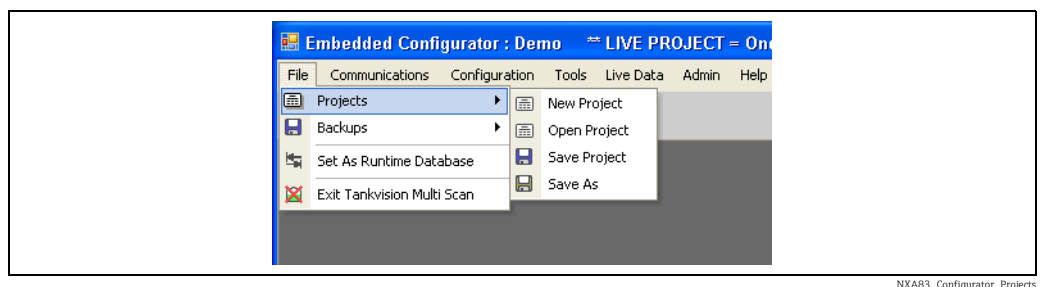 Embedded Configurator : Demo ** LIVE PROJECT = One
File Communications Configuration Tools Live Data Admin Help
Projects
Backups
Set As Runtime Database
Exit Tankvision Multi Scan
New Project
Open Project
Save Project
Save As
NXA83_Configurator_Projects